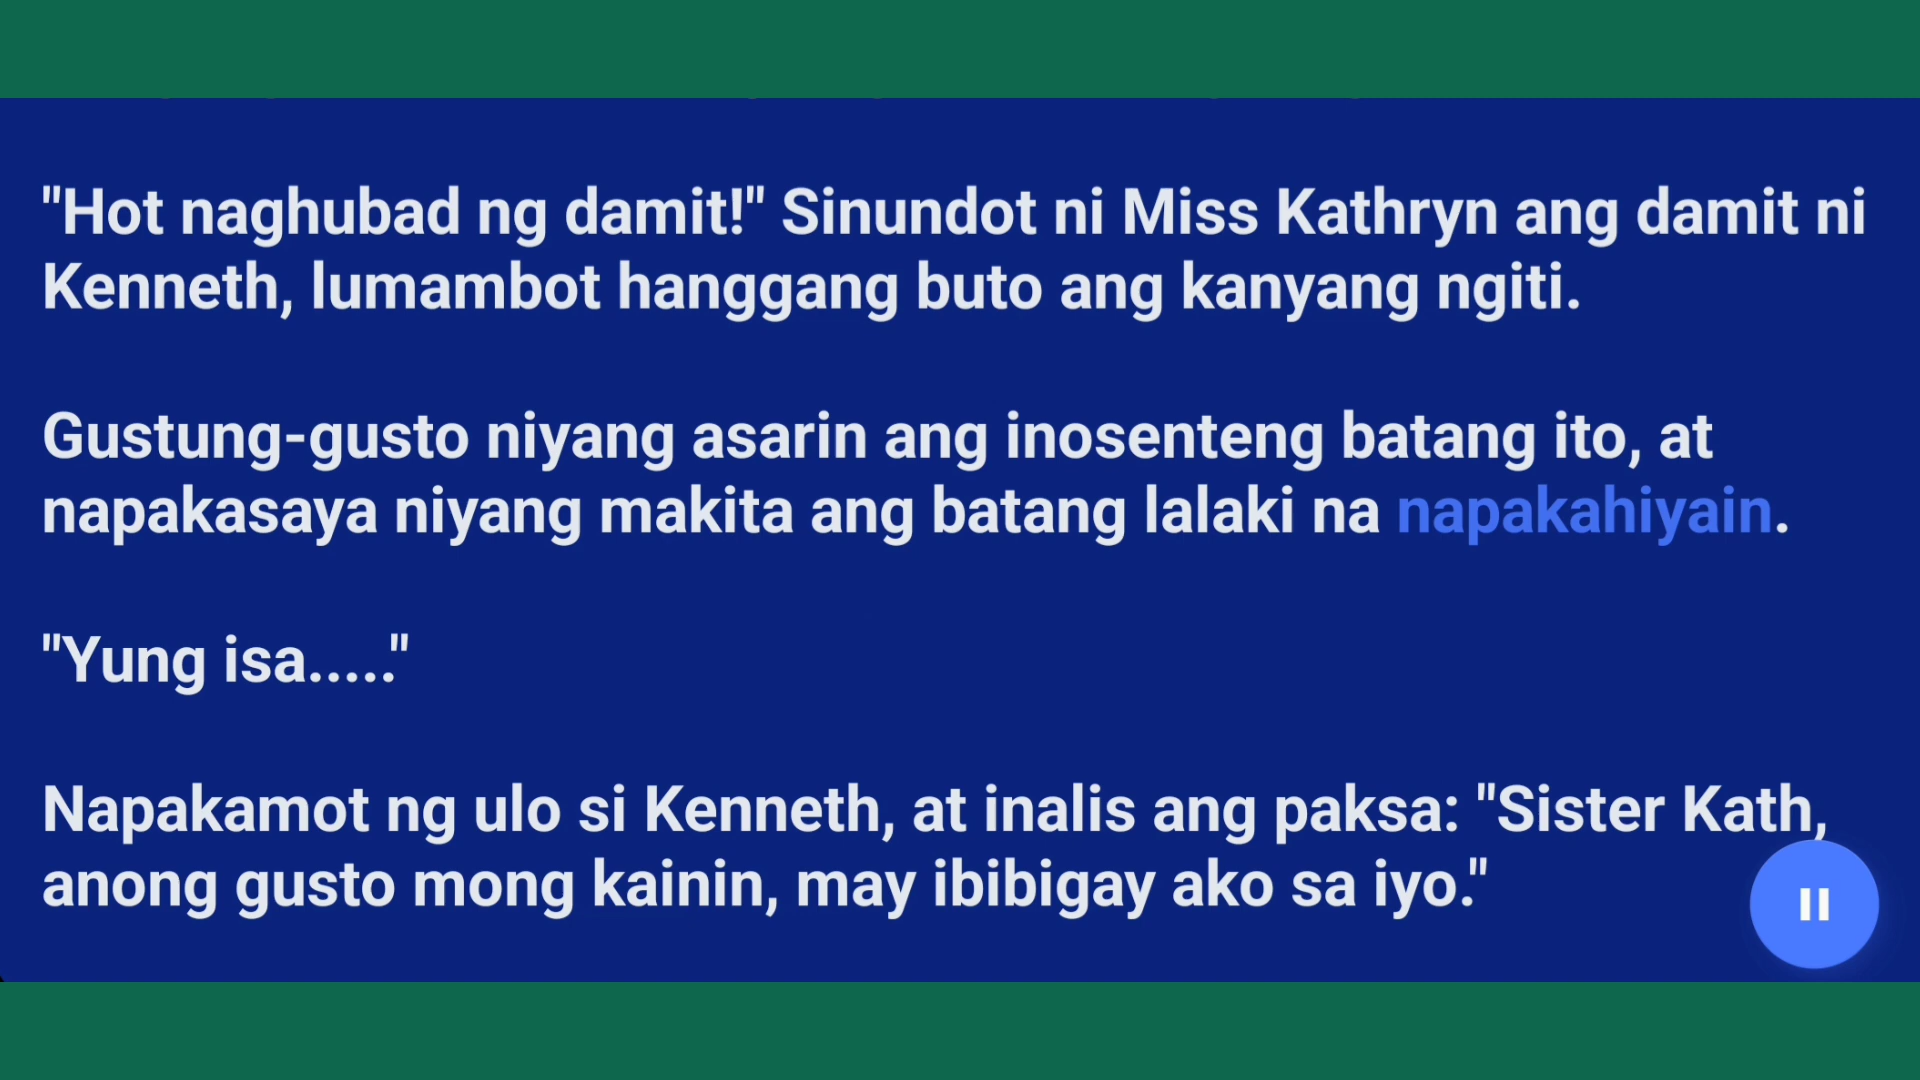 "Hot naghubad ng damit!" Sinundot ni Miss Kathryn ang damit ni
Kenneth, lumambot hanggang buto ang kanyang ngiti.
Gustung-gusto niyang asarin ang inosenteng batang ito, at
napakasaya niyang makita ang batang lalaki na napakahiyain.
"Yung isa....."
Napakamot ng ulo si Kenneth, at inalis ang paksa: "Sister Kath,
anong gusto mong kainin, may ibibigay ako sa iyo."